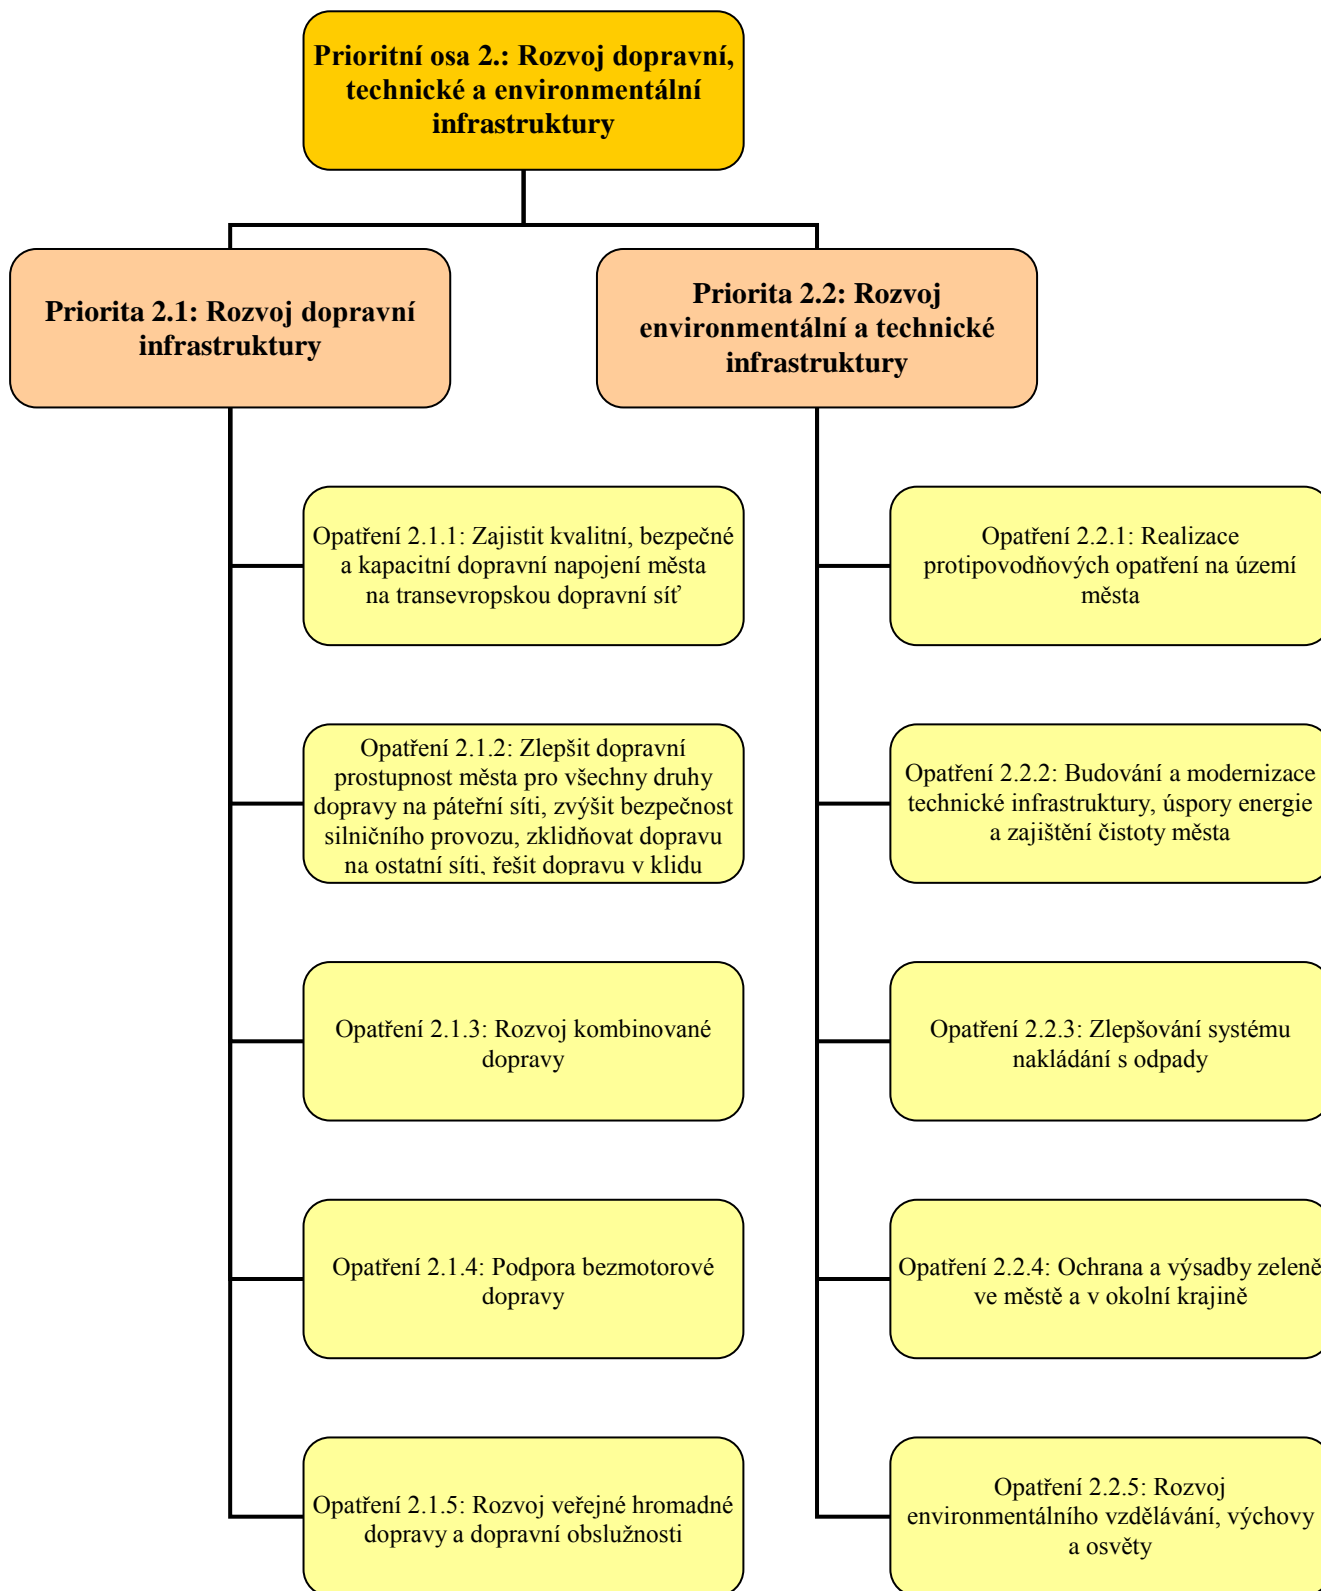 Prioritní osa 2.: Rozvoj dopravní,
technické a environmentální
infrastruktury
Priorita 2.1: Rozvoj dopravní
infrastruktury
Priorita 2.2: Rozvoj
environmentální a technické
infrastruktury
Opatření 2.1.1: Zajistit kvalitní, bezpečné
a kapacitní dopravní napojení města
na transevropskou dopravní síť
Opatření 2.1.2: Zlepšit dopravní
prostupnost města pro všechny druhy
dopravy na páteřní síti, zvýšit bezpečnost
silničního provozu, zklidňovat dopravu
na ostatní síti, řešit dopravu v klidu
Opatření 2.1.3: Rozvoj kombinované
dopravy
Opatření 2.1.4: Podpora bezmotorové
dopravy
Opatření 2.1.5: Rozvoj veřejné hromadné
dopravy a dopravní obslužnosti
Opatření 2.2.1: Realizace
protipovodňových opatření na území
města
Opatření 2.2.2: Budování a modernizace
technické infrastruktury, úspory energie
a zajištění čistoty města
Opatření 2.2.3: Zlepšování systému
nakládání s odpady
Opatření 2.2.4: Ochrana a výsadby zeleně
ve městě a v okolní krajině
Opatření 2.2.5: Rozvoj
environmentálního vzdělávání, výchovy
a osvěty